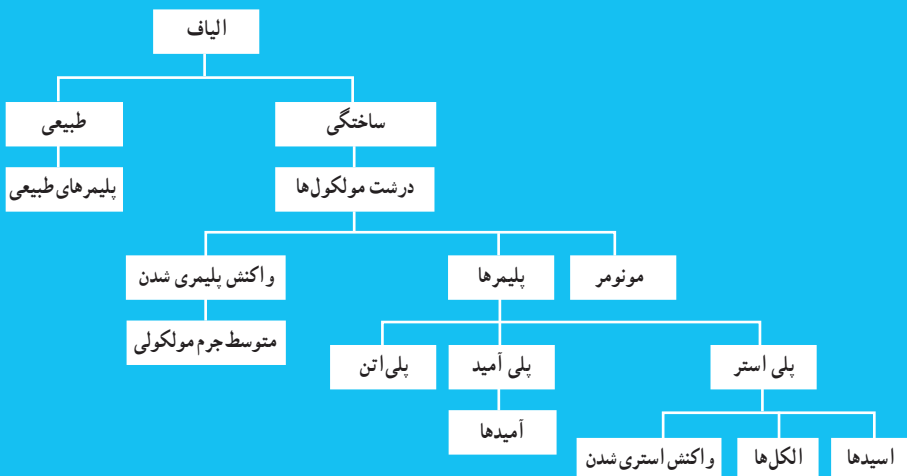 الیاف
ساختگی
طبیعی
درشت مولکول‌ها
پلیمرهای طبیعی
مونومر
پلیمرها
واکنش پلیمری شدن
متوسط جرم مولکولی
پلی استر
پلی آمید
پلی‌اتن
آمیدها
اسیدها
الکل‌ها
واکنش استری شدن